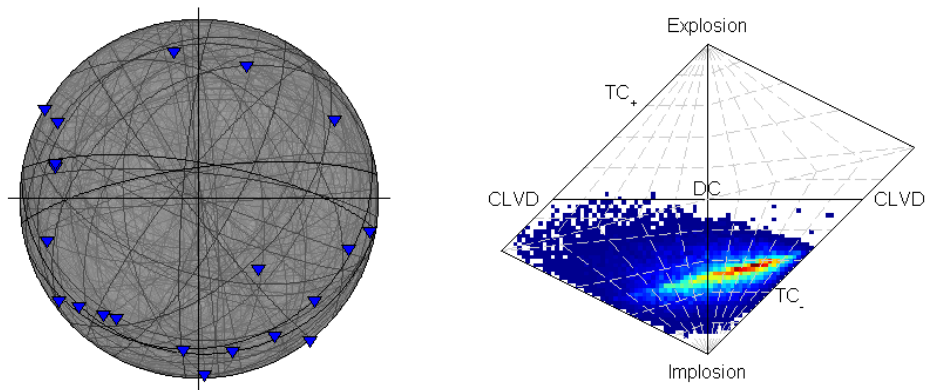 Explosion
TC+
CLVD
DC
CLVD
TC-
Implosion